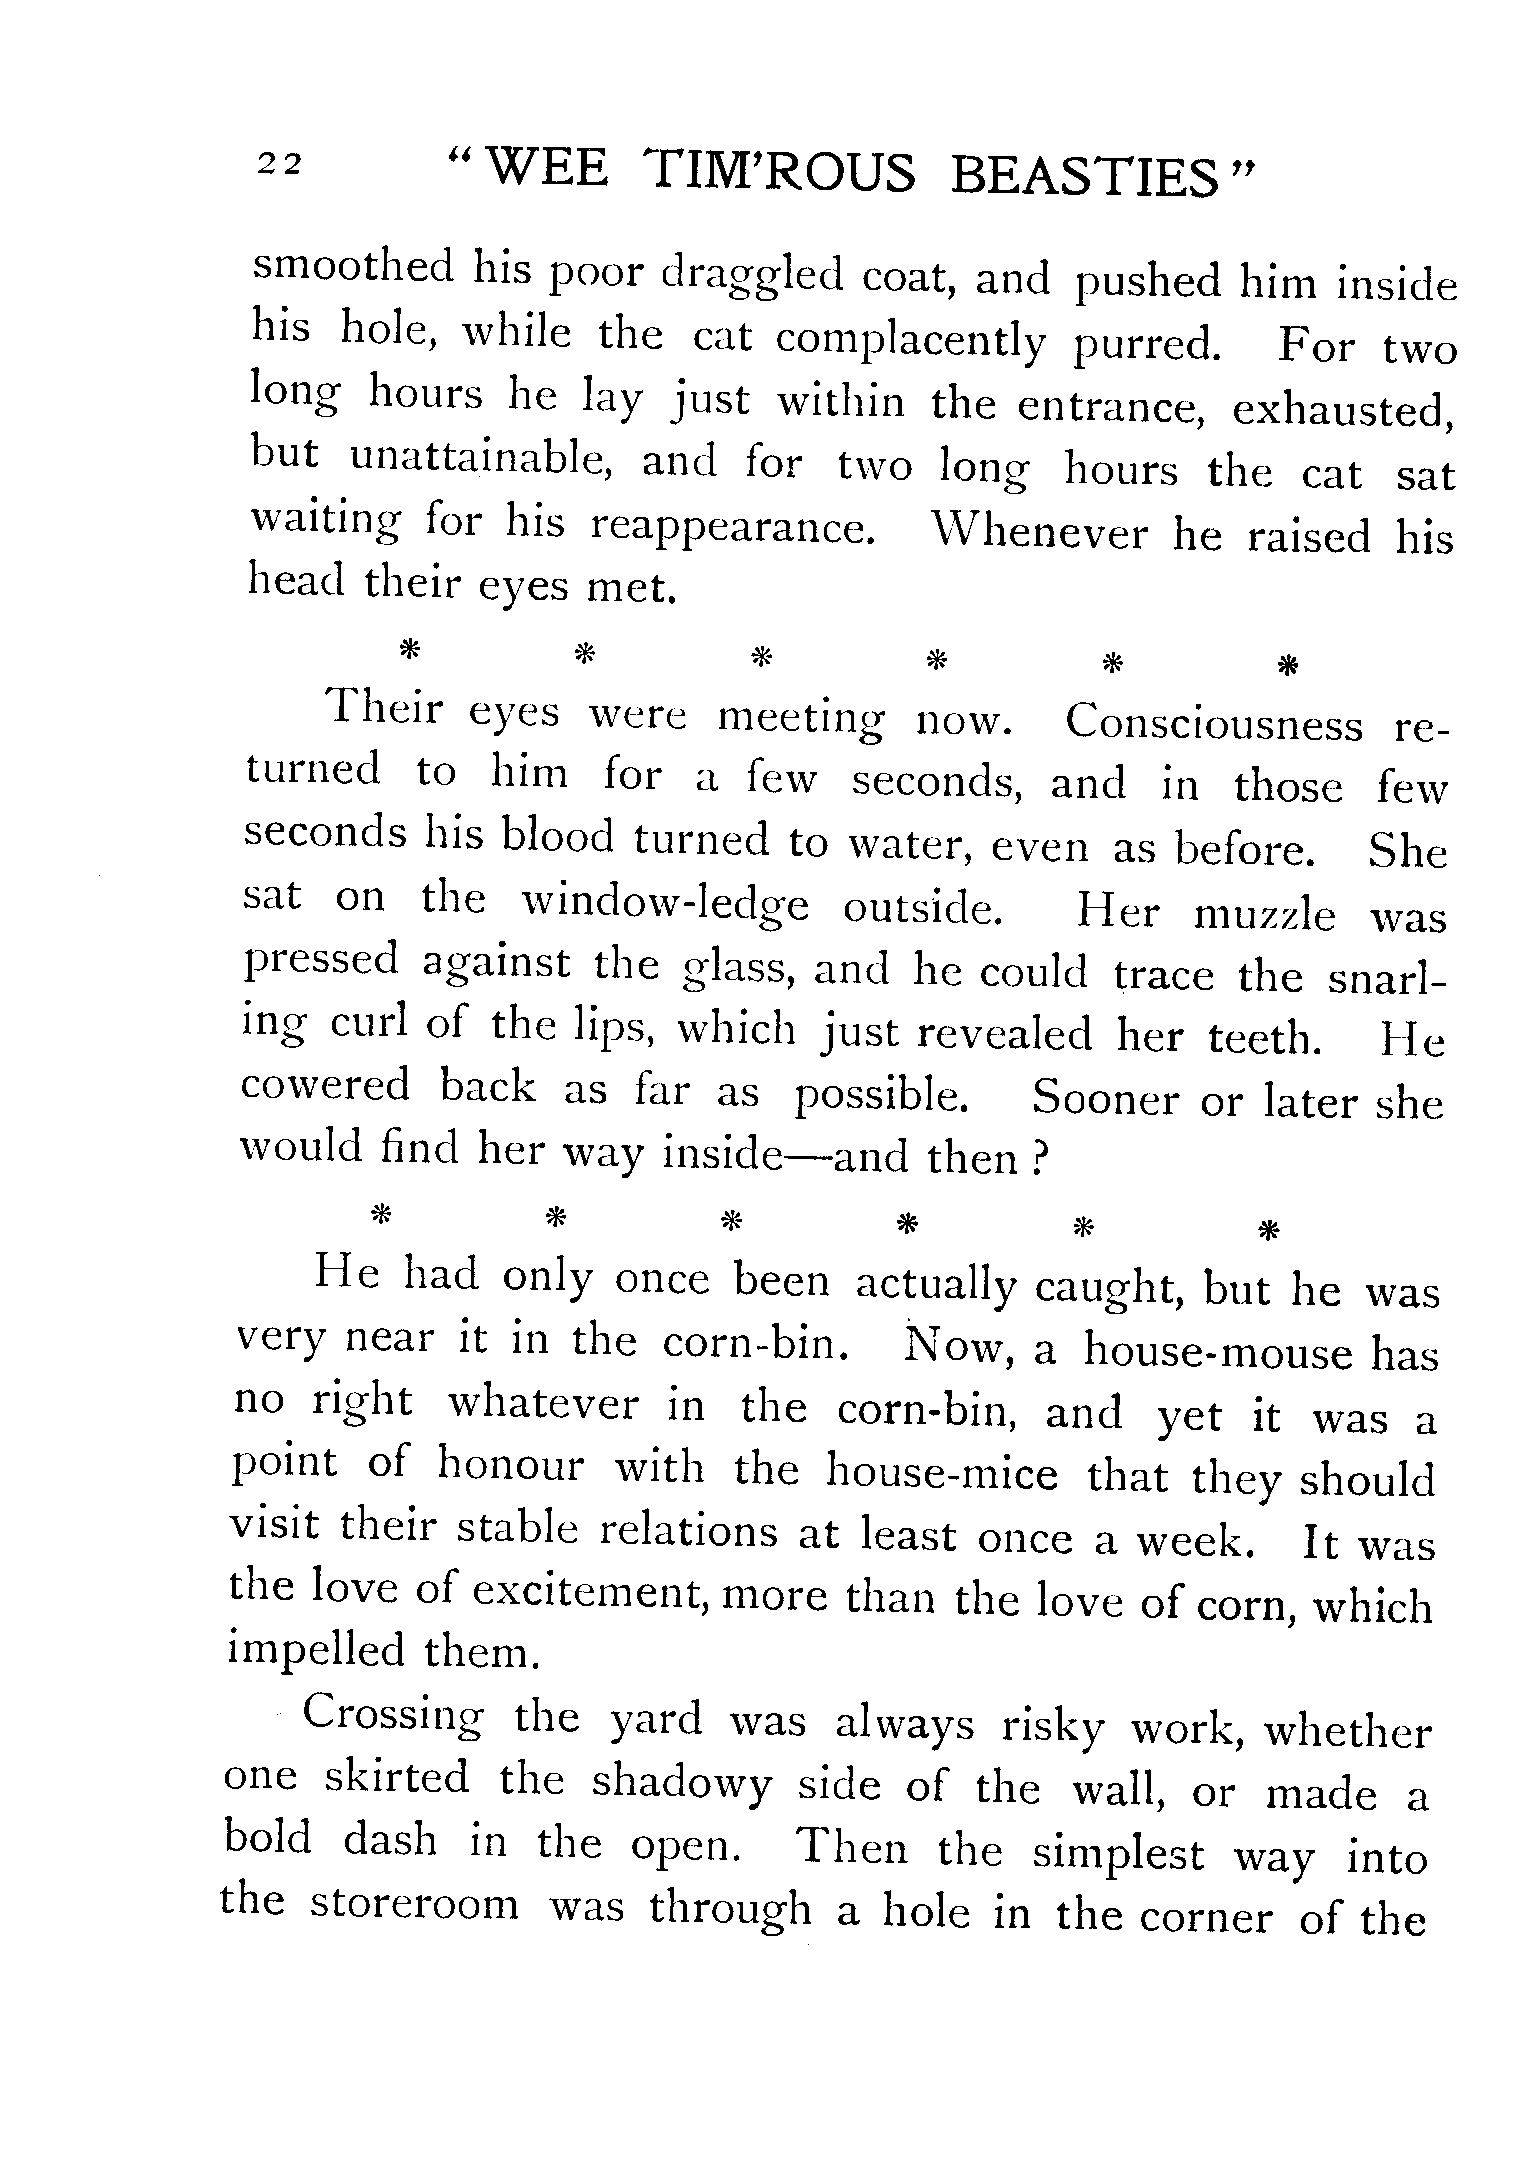 22 "WEE TIM'ROUS BEASTIES"
smoothed his poor draggled coat, and pushed him inside
his hole, while the cat complacently purred. For two
long hours he lay just within the entrance, exhausted,
but unattainable, and for two long hours the cat sat
waiting for his reappearance. Whenever he raised his
head their eyes met.
* * * * * *
Their eyes were meeting now. Consciousness re-
turned to him for a few seconds, and in those few
seconds his blood turned to water, even as before. She
sat on the window-ledge outside. Her muzzle was
pressed against the glass, and he could trace the snarl-
ing curl of the lips, which just revealed her teeth. He
cowered back as far as possible. Sooner or later she
would find her way inside—and then ?
* * * * * *
He had only once been actually caught, but he was
very near it in the corn-bin. Now, a house-mouse has
no right whatever in the corn-bin, and yet it was a
point of honour with the house-mice that they should
visit their stable relations at least once a week. It was
the love of excitement, more than the love of corn, which
impelled them.
Crossing the yard was always risky work, whether
one skirted the shadowy side of the wall, or made a
bold dash in the open. Then the simplest way into
the storeroom was through a hole in the corner of the